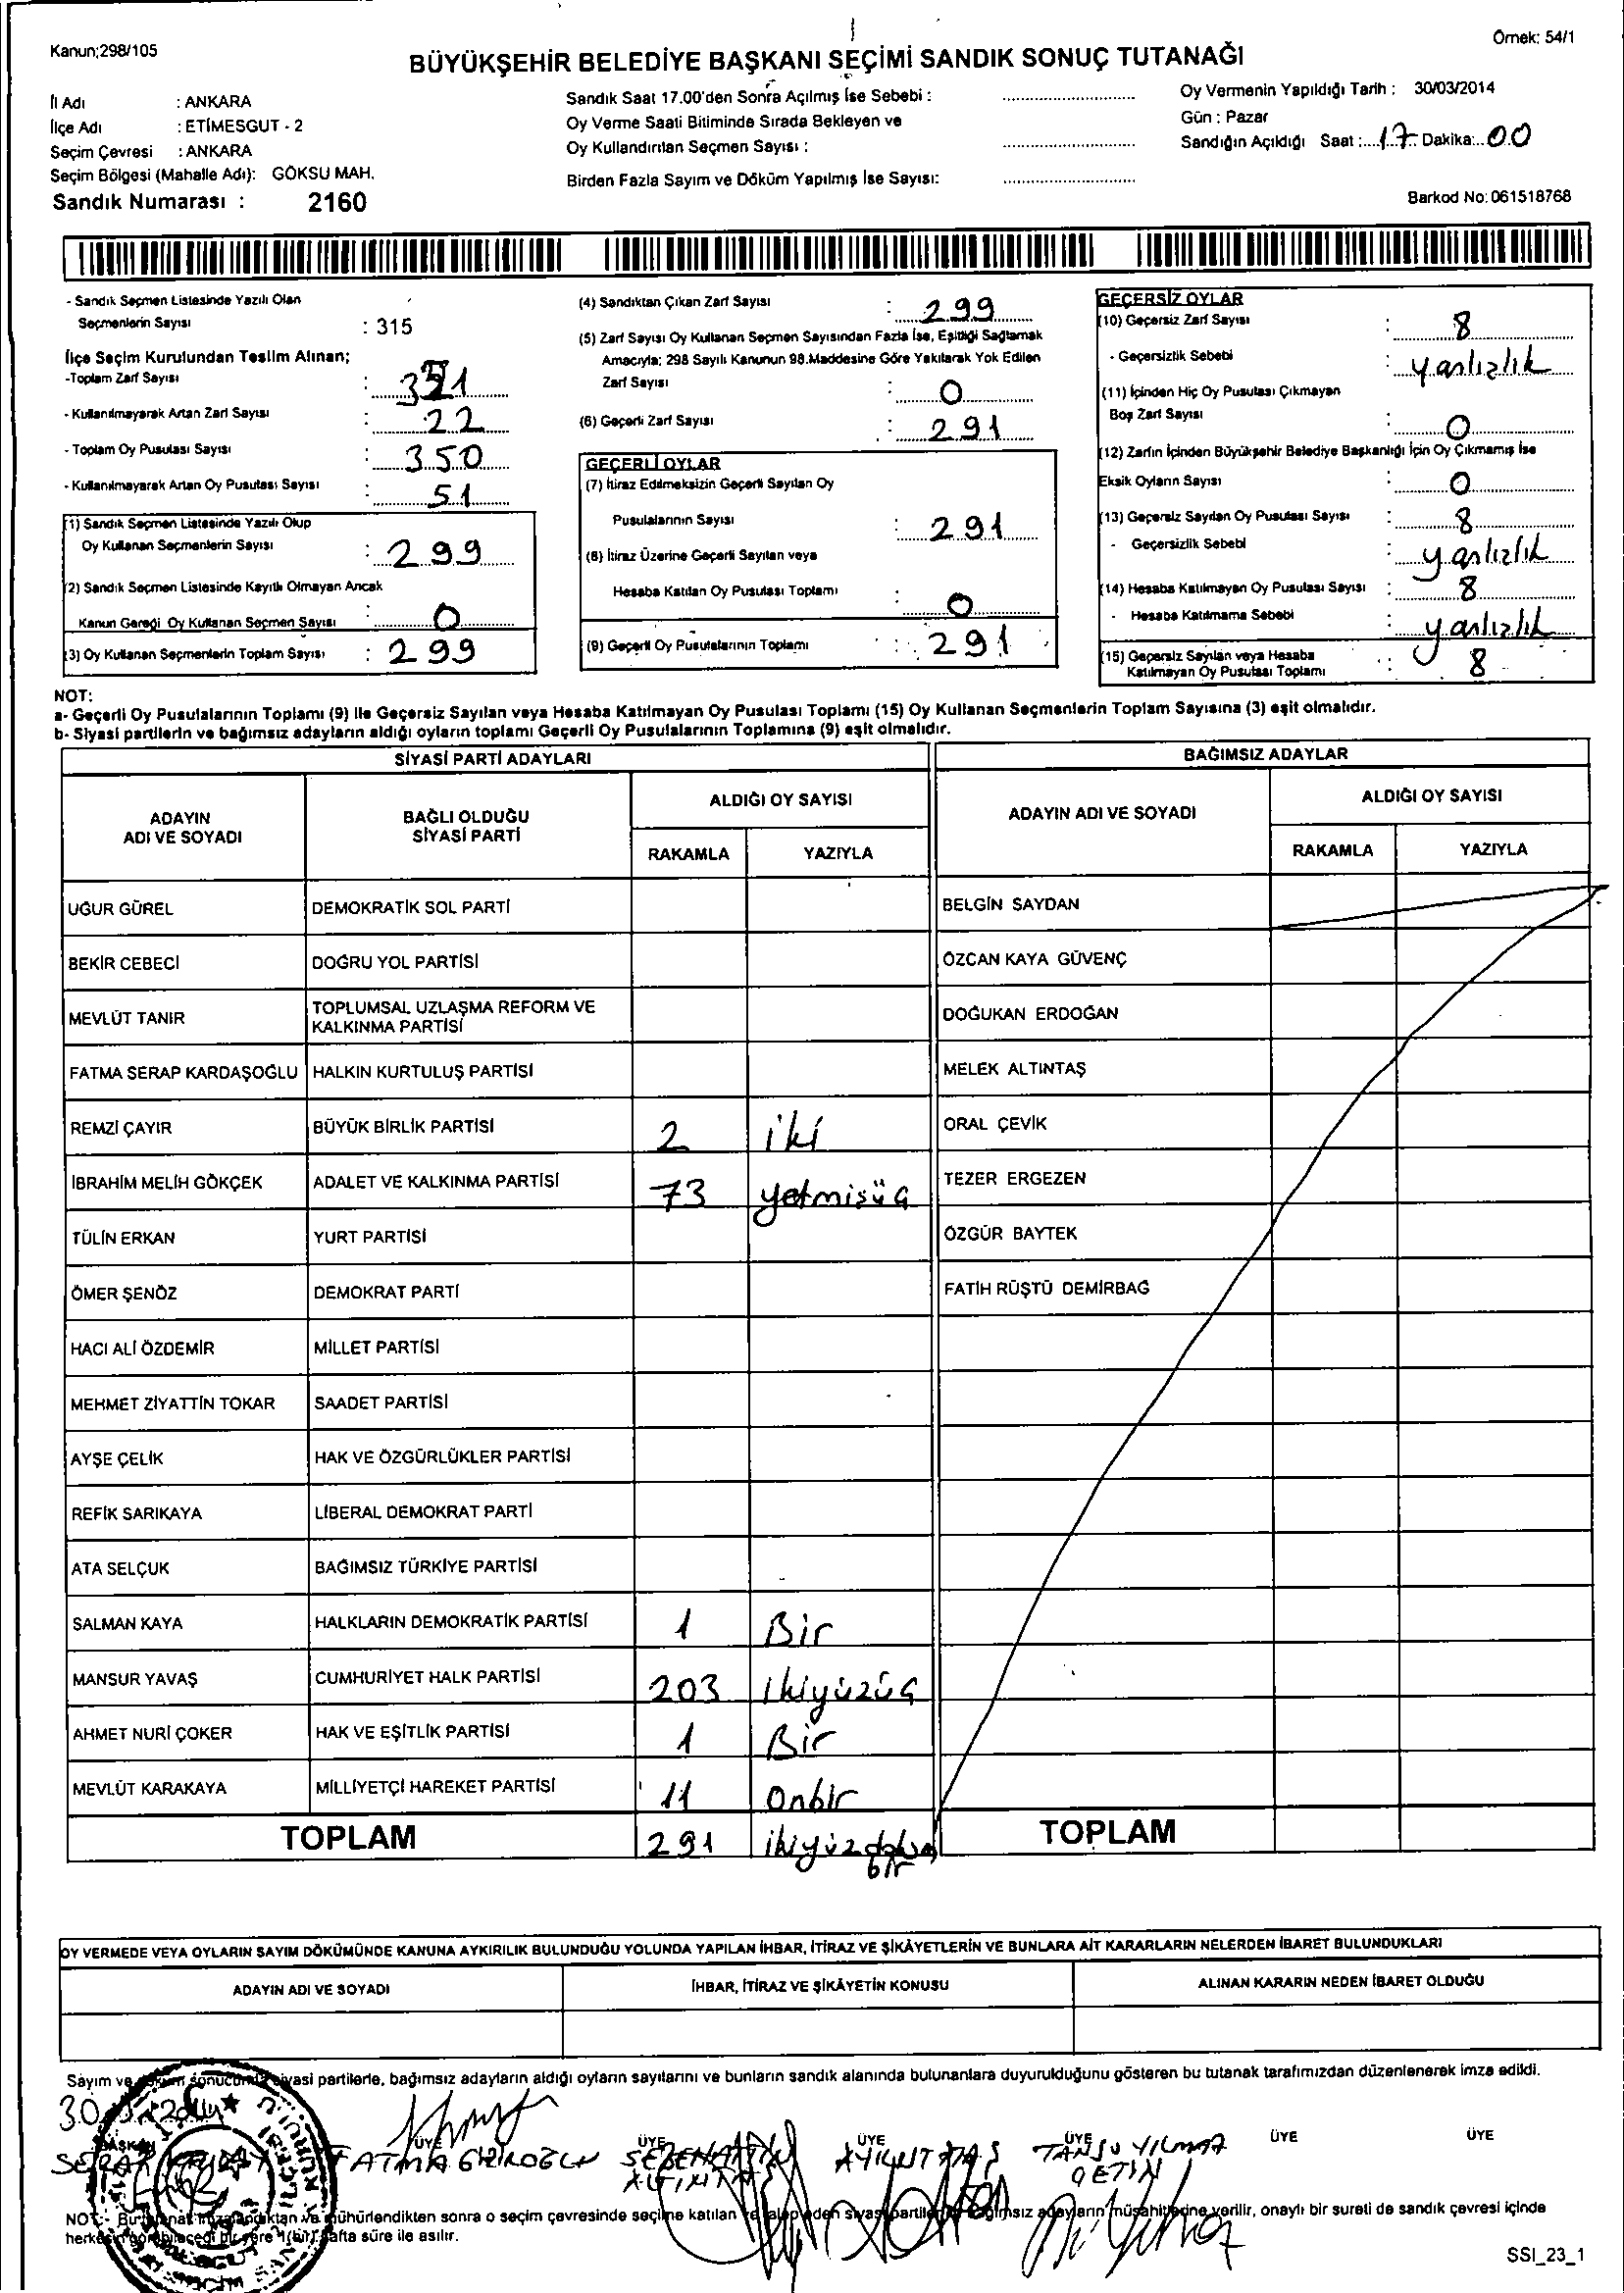 Kanun;298/105
Örnek: 54/1
BÜYÜKŞEHİR BELEDİYE BAŞKANI SEÇİMİ SANDIK SONUÇ TUTANAĞI
İl Adı : ANKARA
İlçe Adı : ETİMESGUT - 2
Seçim Çevresi : ANKARA
Seçim Bölgesi (Mahalle Adı): GÖKSU MAH.
Sandık Numarası : 2160
Sandık Saat 17.00'den Sonra Açılmış İse Sebebi :
Oy Verme Saati Bitiminde Sırada Bekleyen ve
Oy Kullandırılan Seçmen Sayısı :
Birden Fazla Sayım ve Döküm Yapılmış İse Sayısı:
Oy Vermenin Yapıldığı Tarih : 30/03/2014
Gün : Pazar
Sandığın Açıldığı Saat : 17 Dakika: 00
Barkod No: 061518768
- Sandık Seçmen Listesinde Yazılı Olan
Seçmenlerin Sayısı : 315
İlçe Seçim Kurulundan Teslim Alınan;
-Toplam Zarf Sayısı :
- Kullanılmayarak Artan Zarf Sayısı : 22
- Toplam Oy Pusulası Sayısı : 350
- Kullanılmayarak Artan Oy Pusulası Sayısı : 51
(1) Sandık Seçmen Listesinde Yazılı Olup
Oy Kullanan Seçmenlerin Sayısı : 299
(2) Sandık Seçmen Listesinde Kayıtlı Olmayan Ancak
Kanun Gereği Oy Kullanan Seçmen Sayısı : 0
(3) Oy Kullanan Seçmenlerin Toplam Sayısı : 299
(4) Sandıktan Çıkan Zarf Sayısı : 299
(5) Zarf Sayısı Oy Kullanan Seçmen Sayısından Fazla İse, Eşitliği Sağlamak
Amacıyla; 298 Sayılı Kanunun 98.Maddesine Göre Yakılarak Yok Edilen
Zarf Sayısı : 0
(6) Geçerli Zarf Sayısı : 291
GEÇERLİ OYLAR
(7) İtiraz Edilmeksizin Geçerli Sayılan Oy
Pusulalarının Sayısı : 291
(8) İtiraz Üzerine Geçerli Sayılan veya
Hesaba Katılan Oy Pusulası Toplamı : 0
(9) Geçerli Oy Pusulalarının Toplamı : 291
GEÇERSİZ OYLAR
(10) Geçersiz Zarf Sayısı : 8
- Geçersizlik Sebebi : yanlızlık
(11) İçinden Hiç Oy Pusulası Çıkmayan
Boş Zarf Sayısı : 0
(12) Zarfın İçinden Büyükşehir Belediye Başkanlığı İçin Oy Çıkmamış İse
Eksik Oyların Sayısı : 0
(13) Geçersiz Sayılan Oy Pusulası Sayısı : 8
- Geçersizlik Sebebi : yanlızlık
(14) Hesaba Katılmayan Oy Pusulası Sayısı : 8
- Hesaba Katılmama Sebebi : yanlızlık
(15) Geçersiz Sayılan veya Hesaba
Katılmayan Oy Pusulası Toplamı : 8
NOT:
a- Geçerli Oy Pusulalarının Toplamı (9) İle Geçersiz Sayılan veya Hesaba Katılmayan Oy Pusulası Toplamı (15) Oy Kullanan Seçmenlerin Toplam Sayısına (3) eşit olmalıdır.
b- Siyasi partilerin ve bağımsız adayların aldığı oyların toplamı Geçerli Oy Pusulalarının Toplamına (9) eşit olmalıdır.
SİYASİ PARTİ ADAYLARI
ADAYIN
ADI VE SOYADI
BAĞLI OLDUĞU
SİYASİ PARTİ
ALDIĞI OY SAYISI
RAKAMLA YAZIYLA
UĞUR GÜREL DEMOKRATİK SOL PARTİ
BEKİR CEBECİ DOĞRU YOL PARTİSİ
MEVLÜT TANIR TOPLUMSAL UZLAŞMA REFORM VE
KALKINMA PARTİSİ
FATMA SERAP KARDAŞOĞLU HALKIN KURTULUŞ PARTİSİ
REMZİ ÇAYIR BÜYÜK BİRLİK PARTİSİ 2 iki
İBRAHİM MELİH GÖKÇEK ADALET VE KALKINMA PARTİSİ 73 yetmişüç
TÜLİN ERKAN YURT PARTİSİ
ÖMER ŞENÖZ DEMOKRAT PARTİ
HACI ALİ ÖZDEMİR MİLLET PARTİSİ
MEHMET ZİYATTİN TOKAR SAADET PARTİSİ
AYŞE ÇELİK HAK VE ÖZGÜRLÜKLER PARTİSİ
REFİK SARIKAYA LİBERAL DEMOKRAT PARTİ
ATA SELÇUK BAĞIMSIZ TÜRKİYE PARTİSİ
SALMAN KAYA HALKLARIN DEMOKRATİK PARTİSİ 1 Bir
MANSUR YAVAŞ CUMHURİYET HALK PARTİSİ 203 ikiyüzüç
AHMET NURİ ÇOKER HAK VE EŞİTLİK PARTİSİ 1 Bir
MEVLÜT KARAKAYA MİLLİYETÇİ HAREKET PARTİSİ 11 Onbir
TOPLAM 291 ikiyüzdoksan
bir
BAĞIMSIZ ADAYLAR
ADAYIN ADI VE SOYADI
ALDIĞI OY SAYISI
RAKAMLA YAZIYLA
BELGİN SAYDAN
ÖZCAN KAYA GÜVENÇ
DOĞUKAN ERDOĞAN
MELEK ALTINTAŞ
ORAL ÇEVİK
TEZER ERGEZEN
ÖZGÜR BAYTEK
FATİH RÜŞTÜ DEMİRBAĞ
TOPLAM
OY VERMEDE VEYA OYLARIN SAYIM DÖKÜMÜNDE KANUNA AYKIRILIK BULUNDUĞU YOLUNDA YAPILAN İHBAR, İTİRAZ VE ŞİKÂYETLERİN VE BUNLARA AİT KARARLARIN NELERDEN İBARET BULUNDUKLARI
ADAYIN ADI VE SOYADI İHBAR, İTİRAZ VE ŞİKÂYETİN KONUSU ALINAN KARARIN NEDEN İBARET OLDUĞU
Sayım ve döküm sonucunda siyasi partilerle, bağımsız adayların aldığı oyların sayılarını ve bunların sandık alanında bulunanlara duyurulduğunu gösteren bu tutanak tarafımızdan düzenlenerek imza edildi.
BAŞKAN ÜYE ÜYE ÜYE ÜYE ÜYE ÜYE
FATMA AYKUT TANSU YILMAZ
ÇETİN
NOT:- Bu tutanak imzalandıktan ve mühürlendikten sonra o seçim çevresinde seçime katılan ve talep eden siyasi partilerin bağımsız adayların müşahitlerine verilir, onaylı bir sureti de sandık çevresi içinde
herkesin görebileceği bir yere 1(bir) hafta süre ile asılır.
SSI_23_1